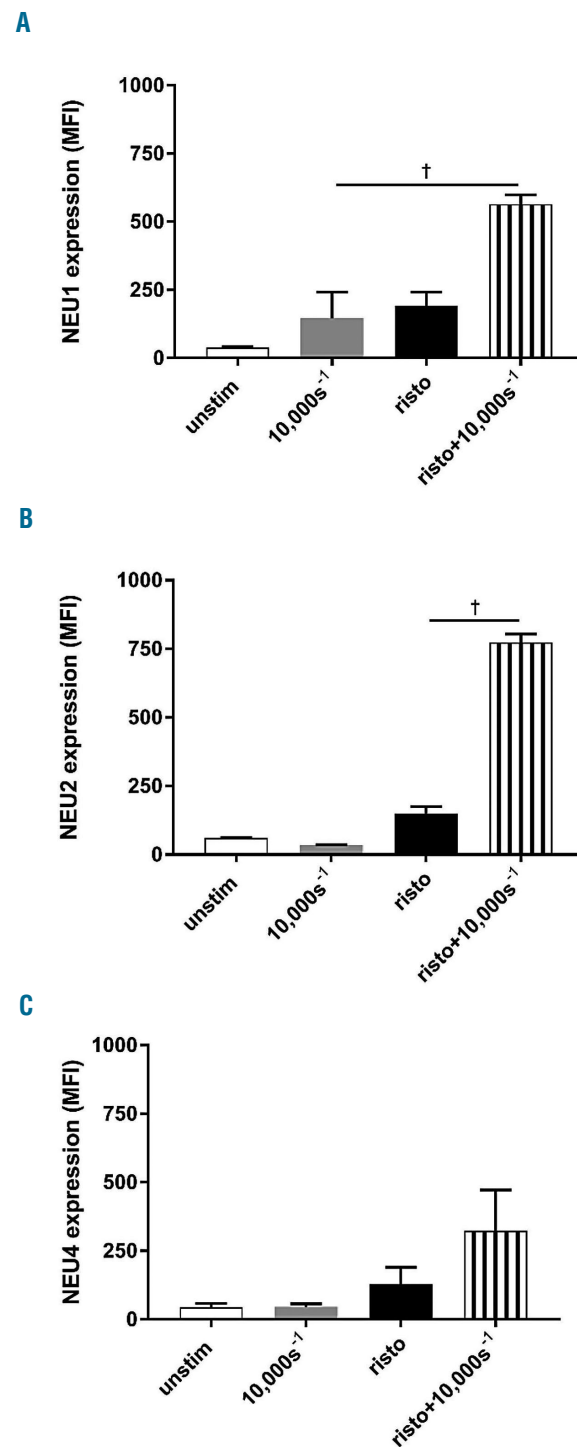 A
NEU1 expression (MFI)
1000
750
500
250
0
†
unstim
10,000s⁻¹
risto
risto+10,000s⁻¹
B
NEU2 expression (MFI)
1000
750
500
250
0
†
unstim
10,000s⁻¹
risto
risto+10,000s⁻¹
C
NEU4 expression (MFI)
1000
750
500
250
0
unstim
10,000s⁻¹
risto
risto+10,000s⁻¹